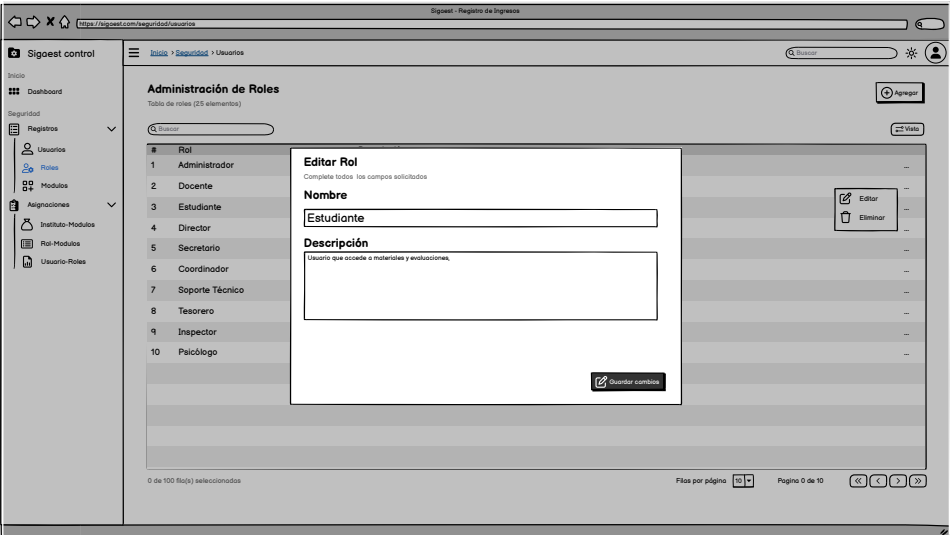 Sigaest - Registro de Ingresos
https://sigaest.com/seguridad/usuarios
Sigaest control
Inicio > Seguridad > Usuarios
Buscar
Inicio
Dashboard
Seguridad
Registros
Usuarios
Roles
Modulos
Asignaciones
Instituto-Modulos
Rol-Modulos
Usuario-Roles
Administración de Roles
Tabla de roles (25 elementos)
Agregar
Buscar
Vista
# Rol
1 Administrador ...
2 Docente ...
3 Estudiante ...
4 Director ...
5 Secretario ...
6 Coordinador ...
7 Soporte Técnico ...
8 Tesorero ...
9 Inspector ...
10 Psicólogo ...
Editar
Eliminar
Editar Rol
Complete todos los campos solicitados
Nombre
Estudiante
Descripción
Usuario que accede a materiales y evaluaciones,
Guardar cambios
0 de 100 fila(s) seleccionadas
Filas por página 10
Pagina 0 de 10